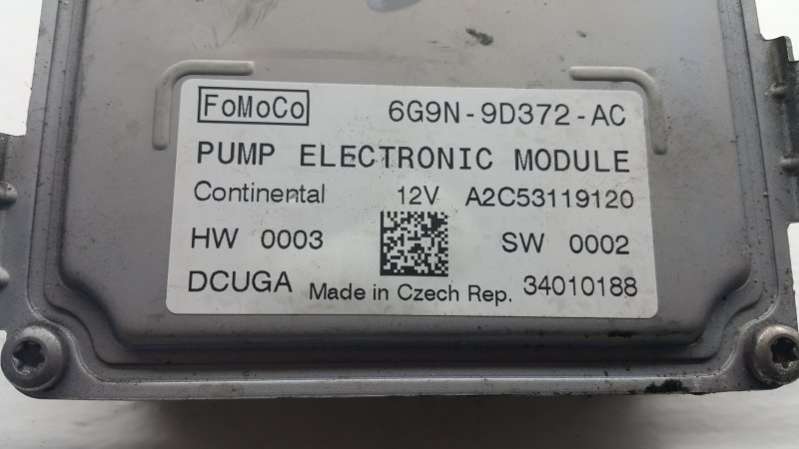 FoMoCo 6G9N-9D372-AC
PUMP ELECTRONIC MODULE
Continental 12V A2C53119120
HW 0003 SW 0002
DCUGA Made in Czech Rep. 34010188